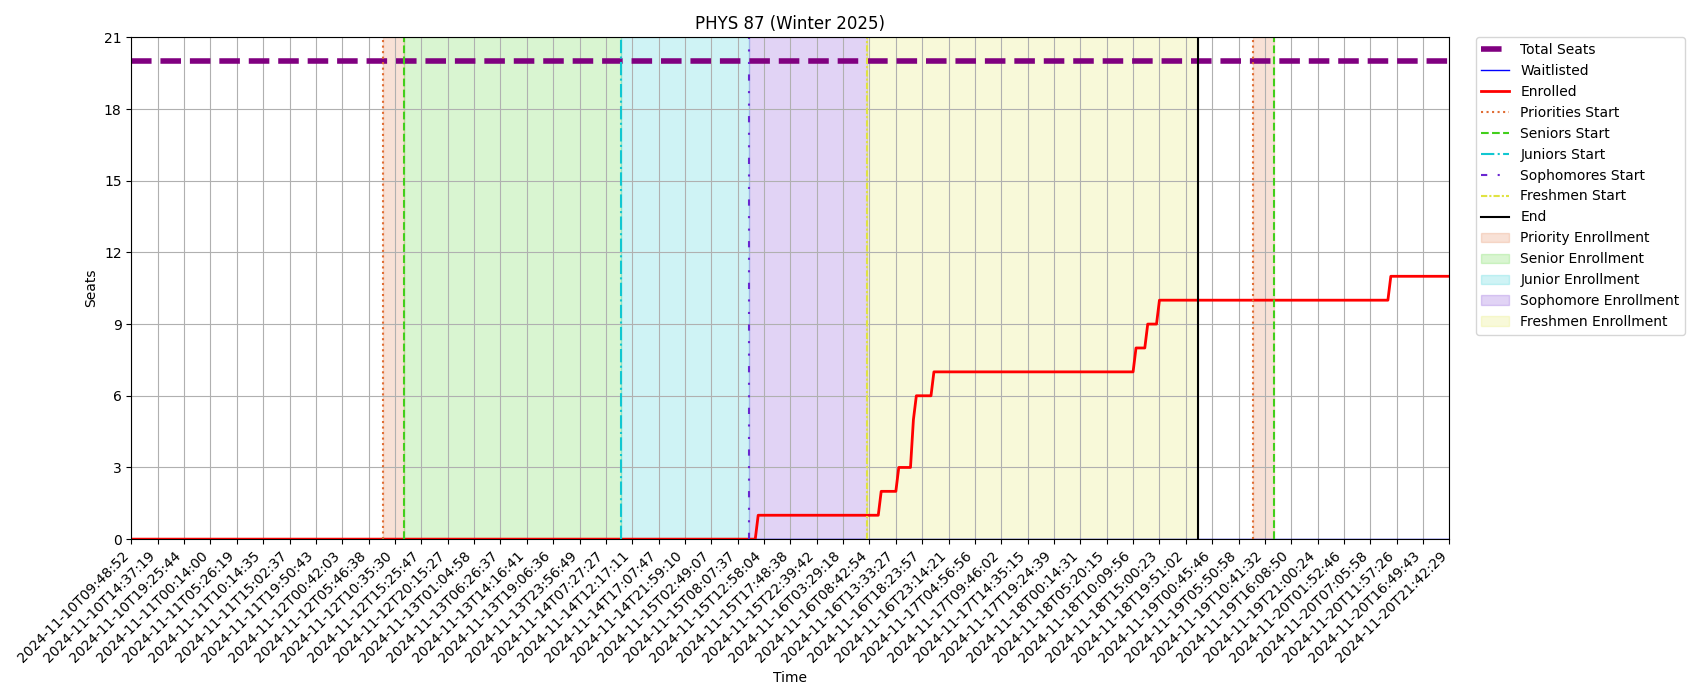 PHYS 87 (Winter 2025)
Seats
21
18
15
12
9
6
3
0
2024-11-10T09:48:52
2024-11-10T14:37:19
2024-11-10T19:25:44
2024-11-11T00:14:00
2024-11-11T05:26:19
2024-11-11T10:14:35
2024-11-11T15:02:37
2024-11-11T19:50:43
2024-11-12T00:42:03
2024-11-12T05:46:38
2024-11-12T10:35:30
2024-11-12T15:25:47
2024-11-12T20:15:27
2024-11-13T01:04:58
2024-11-13T06:26:37
2024-11-13T14:16:41
2024-11-13T19:06:36
2024-11-13T23:56:49
2024-11-14T07:27:27
2024-11-14T12:17:11
2024-11-14T17:07:47
2024-11-14T21:59:10
2024-11-15T02:49:07
2024-11-15T08:07:37
2024-11-15T12:58:04
2024-11-15T17:48:38
2024-11-15T22:39:42
2024-11-16T03:29:18
2024-11-16T08:42:54
2024-11-16T13:33:27
2024-11-16T18:23:57
2024-11-16T23:14:21
2024-11-17T04:56:56
2024-11-17T09:46:02
2024-11-17T14:35:15
2024-11-17T19:24:39
2024-11-18T00:14:31
2024-11-18T05:20:15
2024-11-18T10:09:56
2024-11-18T15:00:23
2024-11-18T19:51:02
2024-11-19T00:45:46
2024-11-19T05:50:58
2024-11-19T10:41:32
2024-11-19T16:08:50
2024-11-19T21:00:24
2024-11-20T01:52:46
2024-11-20T07:05:58
2024-11-20T11:57:26
2024-11-20T16:49:43
2024-11-20T21:42:29
Time
Total Seats
Waitlisted
Enrolled
Priorities Start
Seniors Start
Juniors Start
Sophomores Start
Freshmen Start
End
Priority Enrollment
Senior Enrollment
Junior Enrollment
Sophomore Enrollment
Freshmen Enrollment